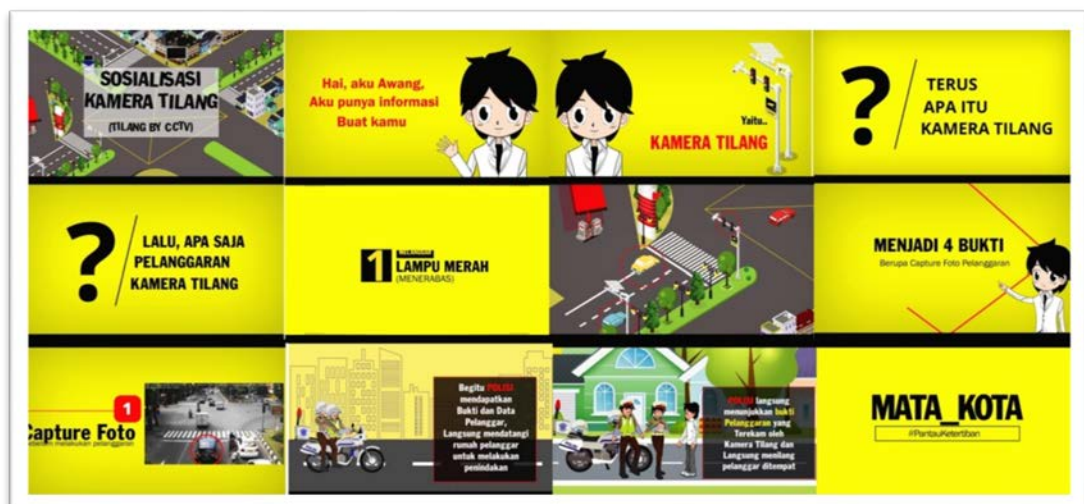 SOSIALISASI
KAMERA TILANG
(TILANG BY CCTV)
Hai, aku Awang,
Aku punya informasi
Buat kamu
Yaitu..
KAMERA TILANG
?
TERUS
APA ITU
KAMERA TILANG
?
LALU, APA SAJA
PELANGGARAN
KAMERA TILANG
1
MELANGGAR
LAMPU MERAH
(MENERABAS)
MENJADI 4 BUKTI
Berupa Capture Foto Pelanggaran
1
Capture Foto
melakukan pelanggaran
Begitu POLISI
mendapatkan
Bukti dan Data
Pelanggar,
Langsung mendatangi
rumah pelanggar
untuk melakukan
penindakan
POLISI langsung
menunjukkan bukti
Pelanggaran yang
Terekam oleh
Kamera Tilang dan
Langsung menilang
pelanggar ditempat
MATA_KOTA
#PantauKetertiban